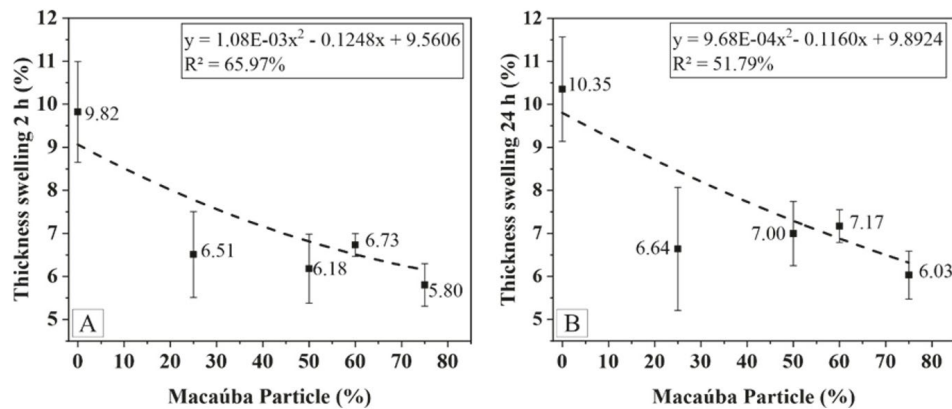 y = 1.08E-03x² - 0.1248x + 9.5606
R² = 65.97%
Thickness swelling 2 h (%)
12
11
10
9
8
7
6
5
9.82
6.51
6.18
6.73
5.80
A
0 10 20 30 40 50 60 70 80
Macaúba Particle (%)
y = 9.68E-04x² - 0.1160x + 9.8924
R² = 51.79%
Thickness swelling 24 h (%)
12
11
10
9
8
7
6
5
10.35
6.64
7.00
7.17
6.03
B
0 10 20 30 40 50 60 70 80
Macaúba Particle (%)